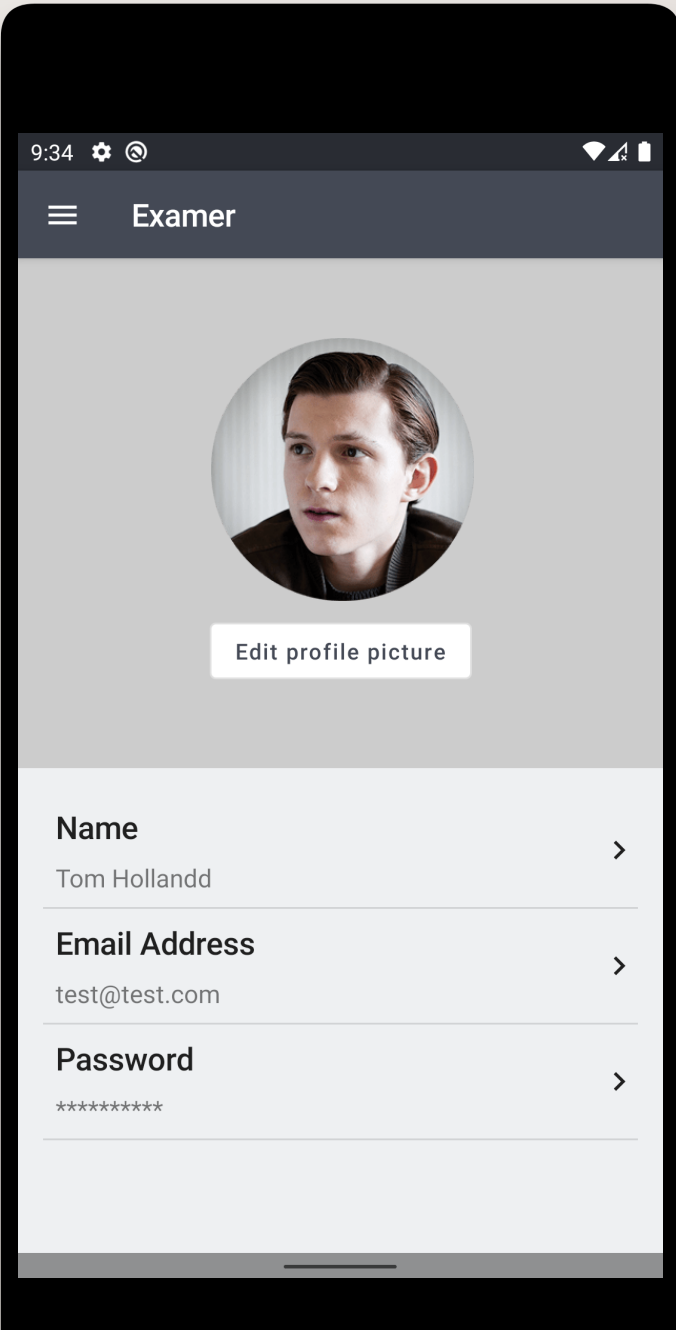 9:34
Examer
Edit profile picture
Name
Tom Hollandd
Email Address
test@test.com
Password
**********